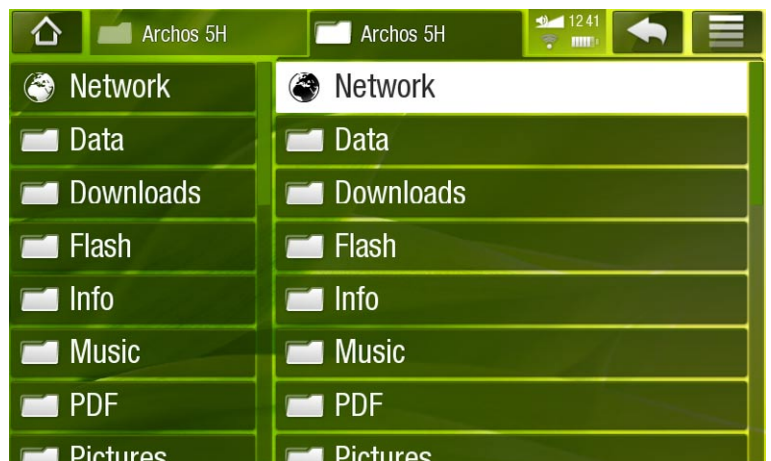 Archos 5H
Archos 5H
12 41
Network
Data
Downloads
Flash
Info
Music
PDF
Pictures
Network
Data
Downloads
Flash
Info
Music
PDF
Pictures